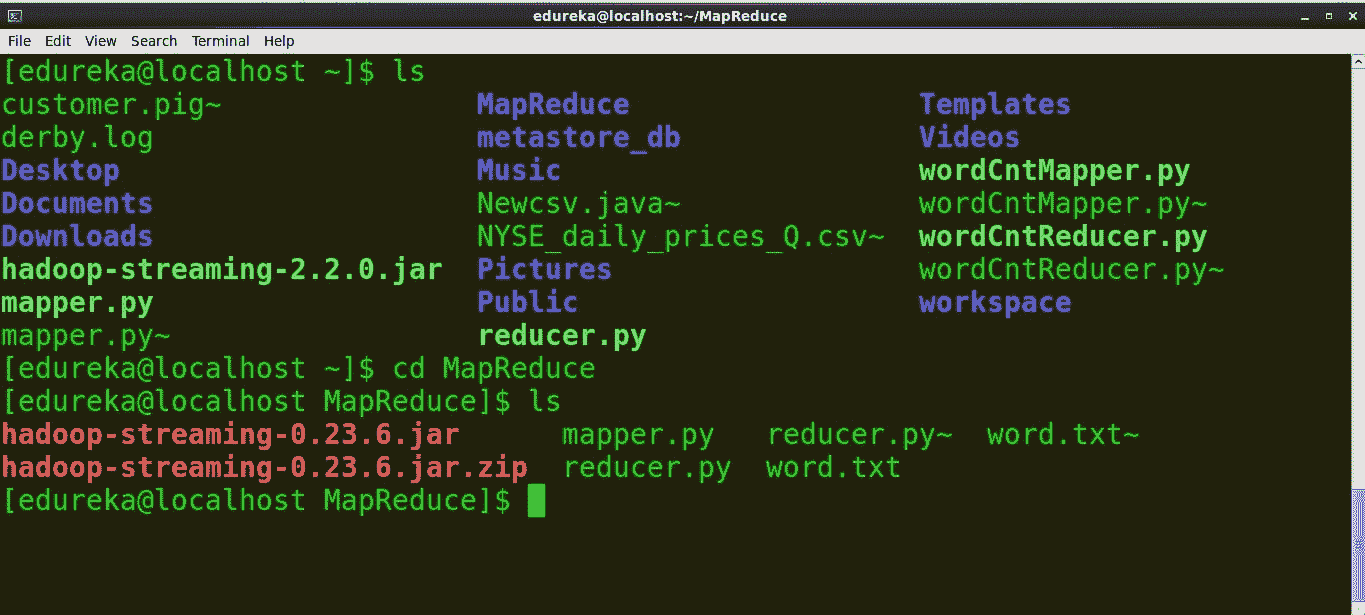 edureka@localhost:~/MapReduce
File Edit View Search Terminal Help
[edureka@localhost ~]$ ls
customer.pig~ MapReduce Templates
derby.log metastore_db Videos
Desktop Music wordCntMapper.py
Documents Newcsv.java~ wordCntMapper.py~
Downloads NYSE_daily_prices_Q.csv~ wordCntReducer.py
hadoop-streaming-2.2.0.jar Pictures wordCntReducer.py~
mapper.py Public workspace
mapper.py~ reducer.py
[edureka@localhost ~]$ cd MapReduce
[edureka@localhost MapReduce]$ ls
hadoop-streaming-0.23.6.jar mapper.py reducer.py~ word.txt~
hadoop-streaming-0.23.6.jar.zip reducer.py word.txt
[edureka@localhost MapReduce]$